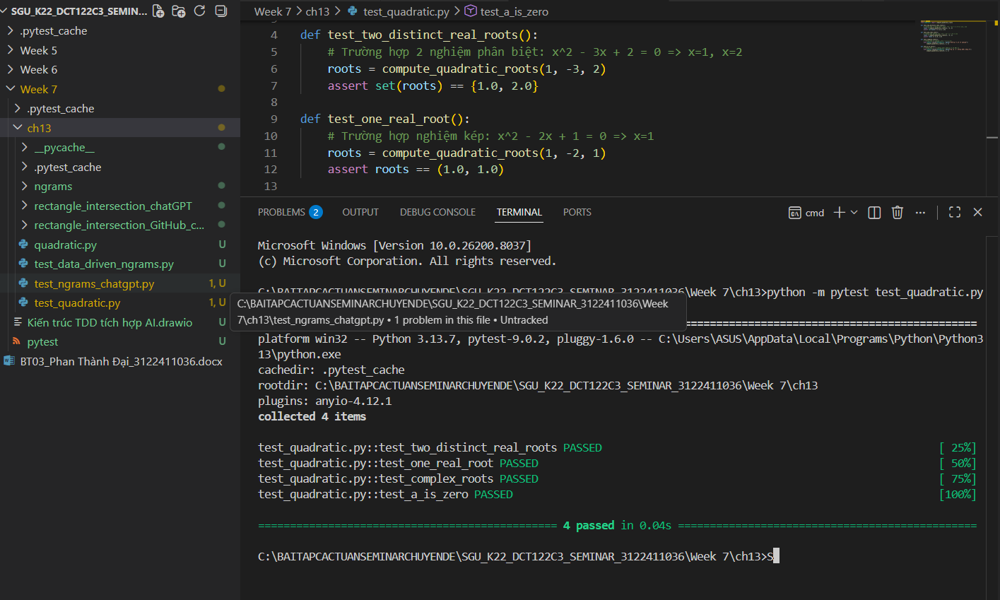 SGU_K22_DCT122C3_SEMIN...
.pytest_cache
Week 5
Week 6
Week 7
.pytest_cache
ch13
__pycache__
.pytest_cache
ngrams
rectangle_intersection_chatGPT
rectangle_intersection_GitHub_c...
quadratic.py U
test_data_driven_ngrams.py U
test_ngrams_chatgpt.py 1, U
test_quadratic.py 1, U
Kiến trúc TDD tích hợp AI.drawio U
pytest U
BT03_Phan Thành Đại_3122411036.docx
Week 7 > ch13 > test_quadratic.py > test_a_is_zero
4 def test_two_distinct_real_roots():
5 # Trường hợp 2 nghiệm phân biệt: x^2 - 3x + 2 = 0 => x=1, x=2
6 roots = compute_quadratic_roots(1, -3, 2)
7 assert set(roots) == {1.0, 2.0}
8
9 def test_one_real_root():
10 # Trường hợp nghiệm kép: x^2 - 2x + 1 = 0 => x=1
11 roots = compute_quadratic_roots(1, -2, 1)
12 assert roots == (1.0, 1.0)
13
PROBLEMS 2 OUTPUT DEBUG CONSOLE TERMINAL PORTS cmd
Microsoft Windows [Version 10.0.26200.8037]
(c) Microsoft Corporation. All rights reserved.
C:\BAITAPCACTUANSEMINARCHUYENDE\SGU_K22_DCT122C3_SEMINAR_3122411036\Week 7\ch13>python -m pytest test_quadratic.py
C:\BAITAPCACTUANSEMINARCHUYENDE\SGU_K22_DCT122C3_SEMINAR_3122411036\Week
7\ch13\test_ngrams_chatgpt.py • 1 problem in this file • Untracked
platform win32 -- Python 3.13.7, pytest-9.0.2, pluggy-1.6.0 -- C:\Users\ASUS\AppData\Local\Programs\Python\Python3
13\python.exe
cachedir: .pytest_cache
rootdir: C:\BAITAPCACTUANSEMINARCHUYENDE\SGU_K22_DCT122C3_SEMINAR_3122411036\Week 7\ch13
plugins: anyio-4.12.1
collected 4 items
test_quadratic.py::test_two_distinct_real_roots PASSED [ 25%]
test_quadratic.py::test_one_real_root PASSED [ 50%]
test_quadratic.py::test_complex_roots PASSED [ 75%]
test_quadratic.py::test_a_is_zero PASSED [100%]
=============================================== 4 passed in 0.04s ===============================================
C:\BAITAPCACTUANSEMINARCHUYENDE\SGU_K22_DCT122C3_SEMINAR_3122411036\Week 7\ch13>S